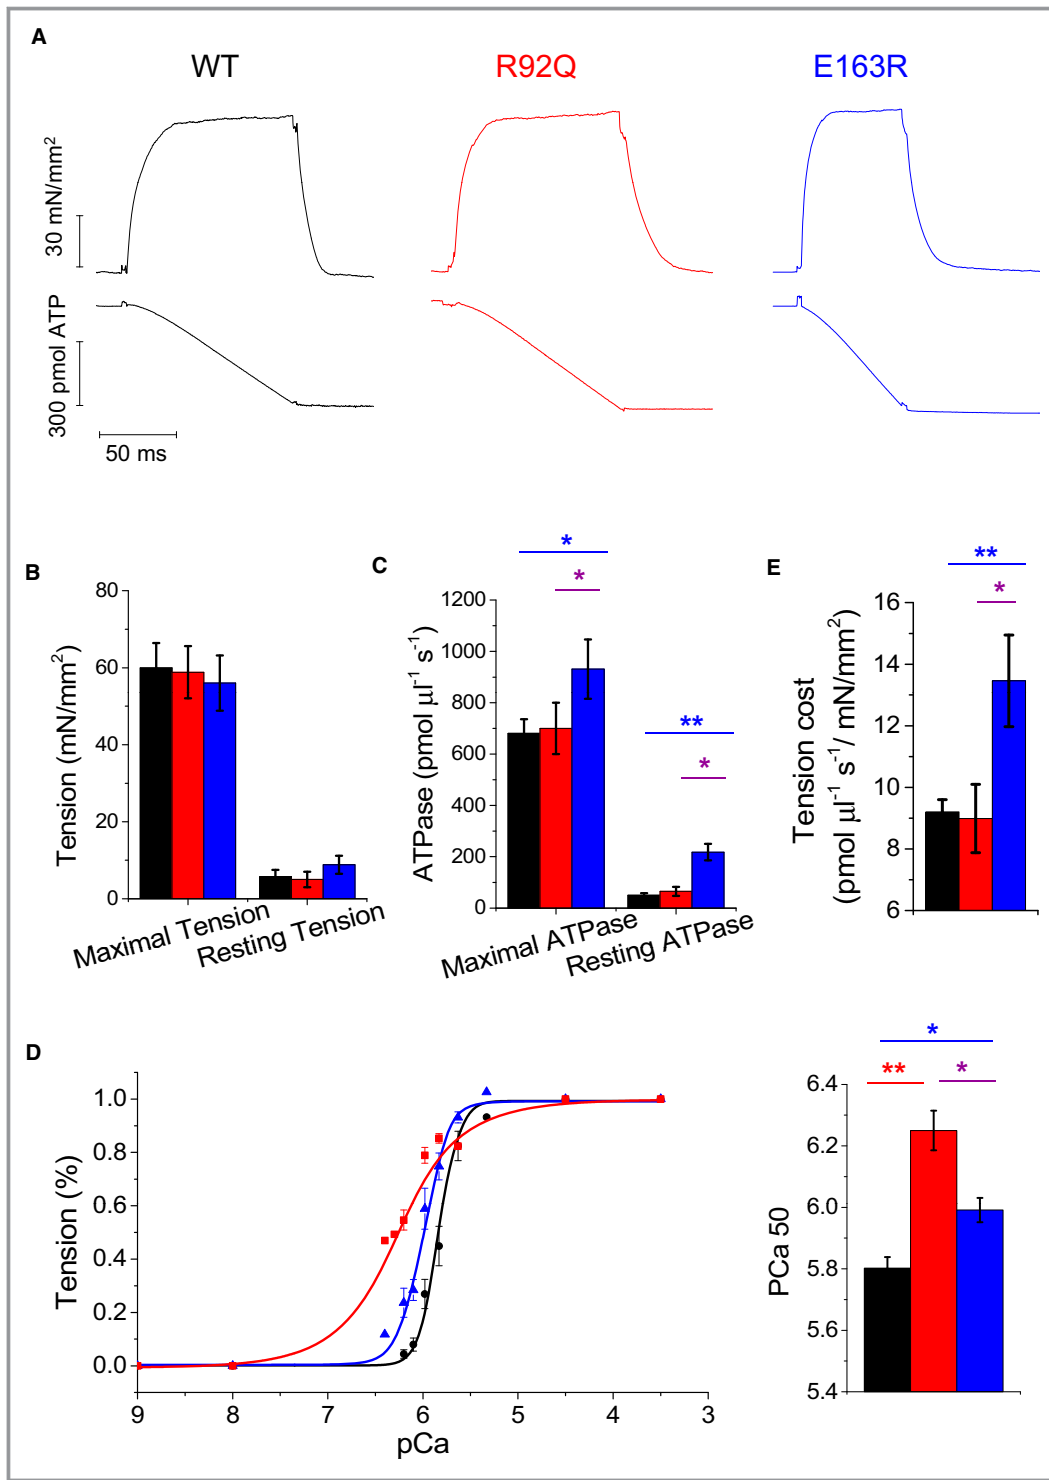 A
WT
R92Q
E163R
30 mN/mm²
300 pmol ATP
50 ms
B
Tension (mN/mm²)
80
60
40
20
0
Maximal Tension
Resting Tension
C
*
*
**
*
ATPase (pmol μl⁻¹ s⁻¹)
1200
1000
800
600
400
200
0
Maximal ATPase
Resting ATPase
E
**
*
Tension cost
(pmol μl⁻¹ s⁻¹/ mN/mm²)
16
14
12
10
8
6
D
Tension (%)
1.0
0.8
0.6
0.4
0.2
0.0
9 8 7 6 5 4 3
pCa
*
**
*
PCa 50
6.4
6.2
6.0
5.8
5.6
5.4